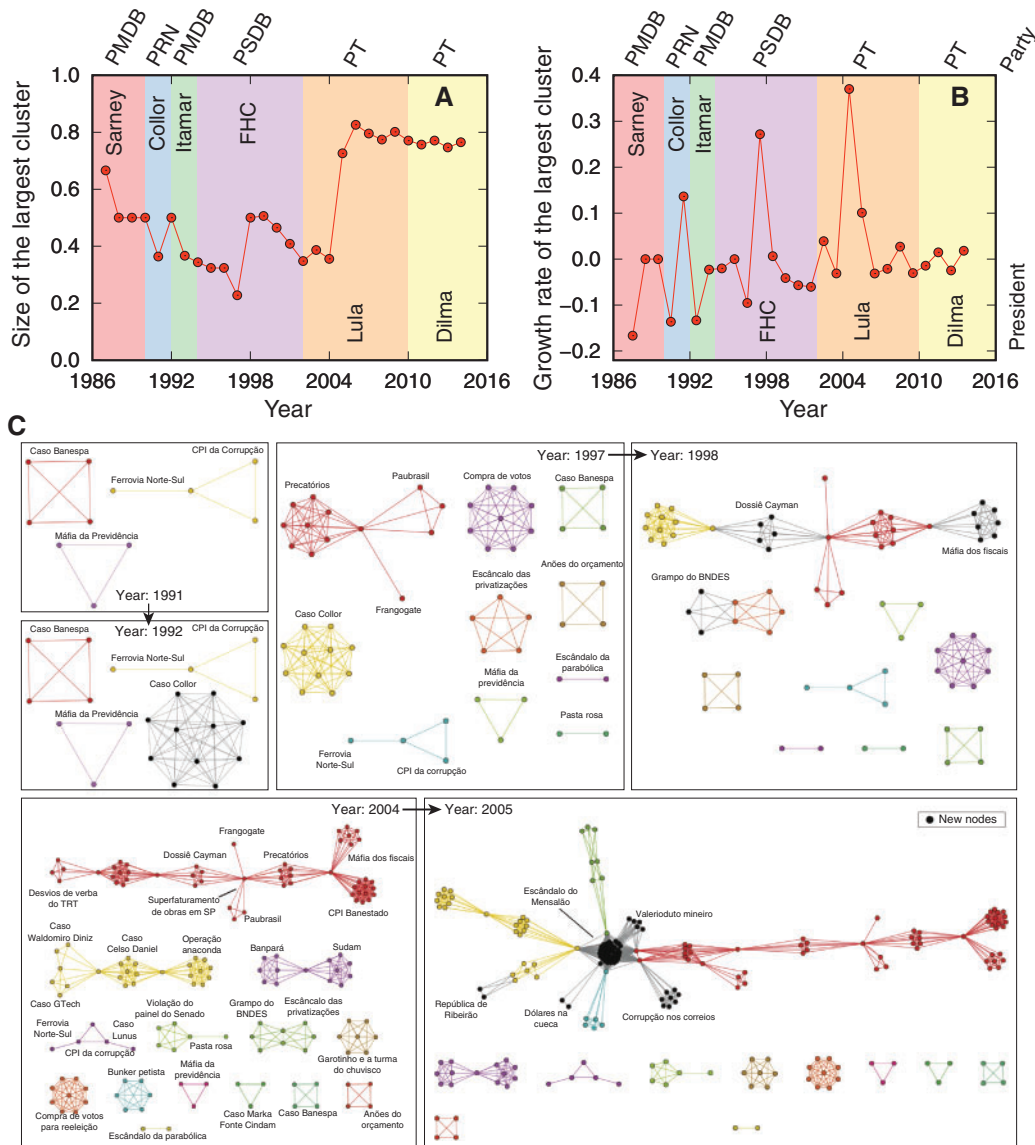 PMDB
PRN
PMDB
PSDB
PT
PT
A
Sarney
Collor
Itamar
FHC
Lula
Dilma
Size of the largest cluster
1.0
0.8
0.6
0.4
0.2
0.0
1986
1992
1998
2004
2010
2016
Year
PMDB
PRN
PMDB
PSDB
PT
PT
Party
B
Sarney
Collor
Itamar
FHC
Lula
Dilma
President
Growth rate of the largest cluster
0.4
0.3
0.2
0.1
0.0
−0.1
−0.2
1986
1992
1998
2004
2010
2016
Year
C
Caso Banespa
CPI da Corrupção
Ferrovia Norte-Sul
Máfia da Previdência
Year: 1991
Year: 1992
Caso Banespa
CPI da Corrupção
Ferrovia Norte-Sul
Caso Collor
Máfia da Previdência
Year: 1997
Precatórios
Paubrasil
Compra de votos
Caso Banespa
Frangogate
Escâncalo das
privatizações
Anões do orçamento
Caso Collor
Máfia da
previdência
Escândalo da
parabólica
Pasta rosa
Ferrovia
Norte-Sul
CPI da corrupção
Year: 1998
Dossiê Cayman
Máfia dos fiscais
Grampo do BNDES
Year: 2004
Frangogate
Dossiê Cayman
Precatórios
Máfia dos fiscais
Desvios de verba
do TRT
Superfaturamento
de obras em SP
Paubrasil
CPI Banestado
Caso
Waldomiro Diniz
Caso
Celso Daniel
Operação
anaconda
Banpará
Sudam
Caso GTech
Violação do
painel do Senado
Grampo do
BNDES
Escâncalo das
privatizações
Ferrovia
Norte-Sul
Caso
Lunus
CPI da corrupção
Pasta rosa
Garotinho e a turma
do chuvisco
Bunker petista
Máfia da
previdência
Compra de votos
para reeleição
Caso Marka
Fonte Cindam
Caso Banespa
Anões do
orçamento
Escândalo da parabólica
Year: 2005
New nodes
Escândalo do
Mensalão
Valerioduto mineiro
República de
Ribeirão
Dólares na
cueca
Corrupção nos correios